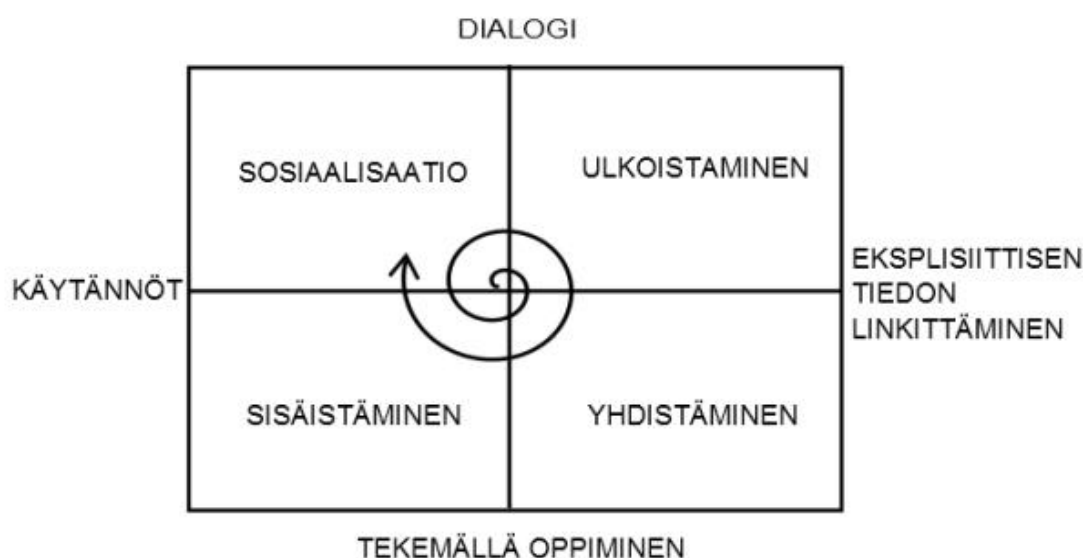 DIALOGI
SOSIAALISAATIO
ULKOISTAMINEN
KÄYTÄNNÖT
EKSPLISIITTISEN
TIEDON
LINKITTÄMINEN
SISÄISTÄMINEN
YHDISTÄMINEN
TEKEMÄLLÄ OPPIMINEN